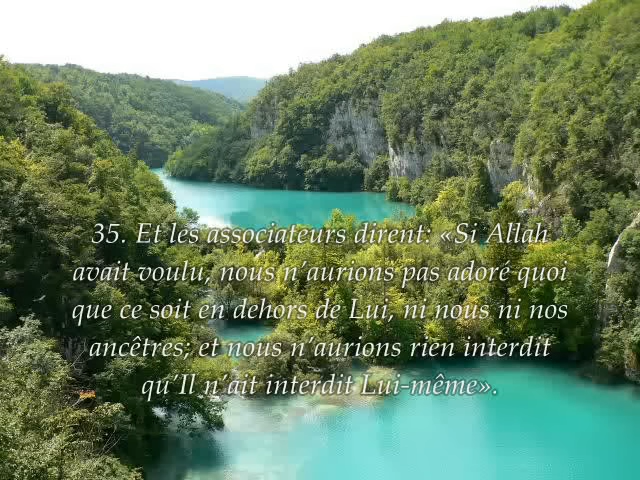 35. Et les associateurs dirent: «Si Allah
avait voulu, nous n’aurions pas adoré quoi
que ce soit en dehors de Lui, ni nous ni nos
ancêtres; et nous n’aurions rien interdit
qu’Il n’ait interdit Lui-même».